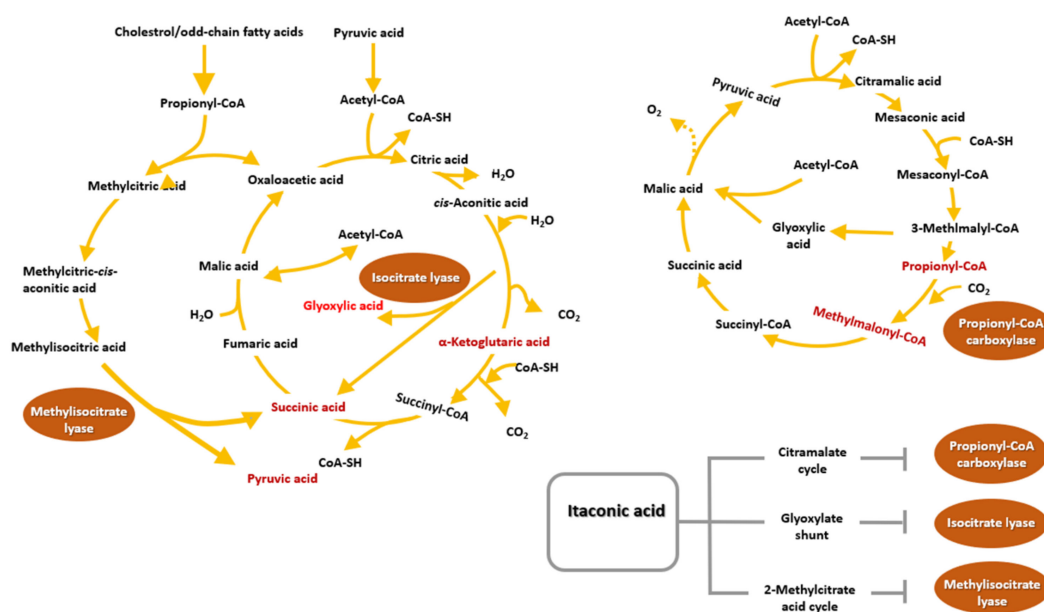 Cholestrol/odd-chain fatty acids
Pyruvic acid
Propionyl-CoA
Acetyl-CoA
CoA-SH
Citric acid
H2O
Methylcitric acid
Oxaloacetic acid
cis-Aconitic acid
H2O
Acetyl-CoA
Malic acid
Isocitrate lyase
Methylcitric-cis-
aconitic acid
Glyoxylic acid
H2O
CO2
Methylisocitric acid
Fumaric acid
α-Ketoglutaric acid
CoA-SH
Methylisocitrate
lyase
Succinic acid
Succinyl-CoA
CO2
CoA-SH
Pyruvic acid
Acetyl-CoA
CoA-SH
Pyruvic acid
Citramalic acid
O2
Mesaconic acid
CoA-SH
Acetyl-CoA
Mesaconyl-CoA
Malic acid
Glyoxylic
acid
3-Methlmalyl-CoA
Succinic acid
Propionyl-CoA
CO2
Succinyl-CoA
Methylmalonyl-CoA
Propionyl-CoA
carboxylase
Itaconic acid
Citramalate
cycle
Propionyl-CoA
carboxylase
Glyoxylate
shunt
Isocitrate lyase
2-Methylcitrate
acid cycle
Methylisocitrate
lyase